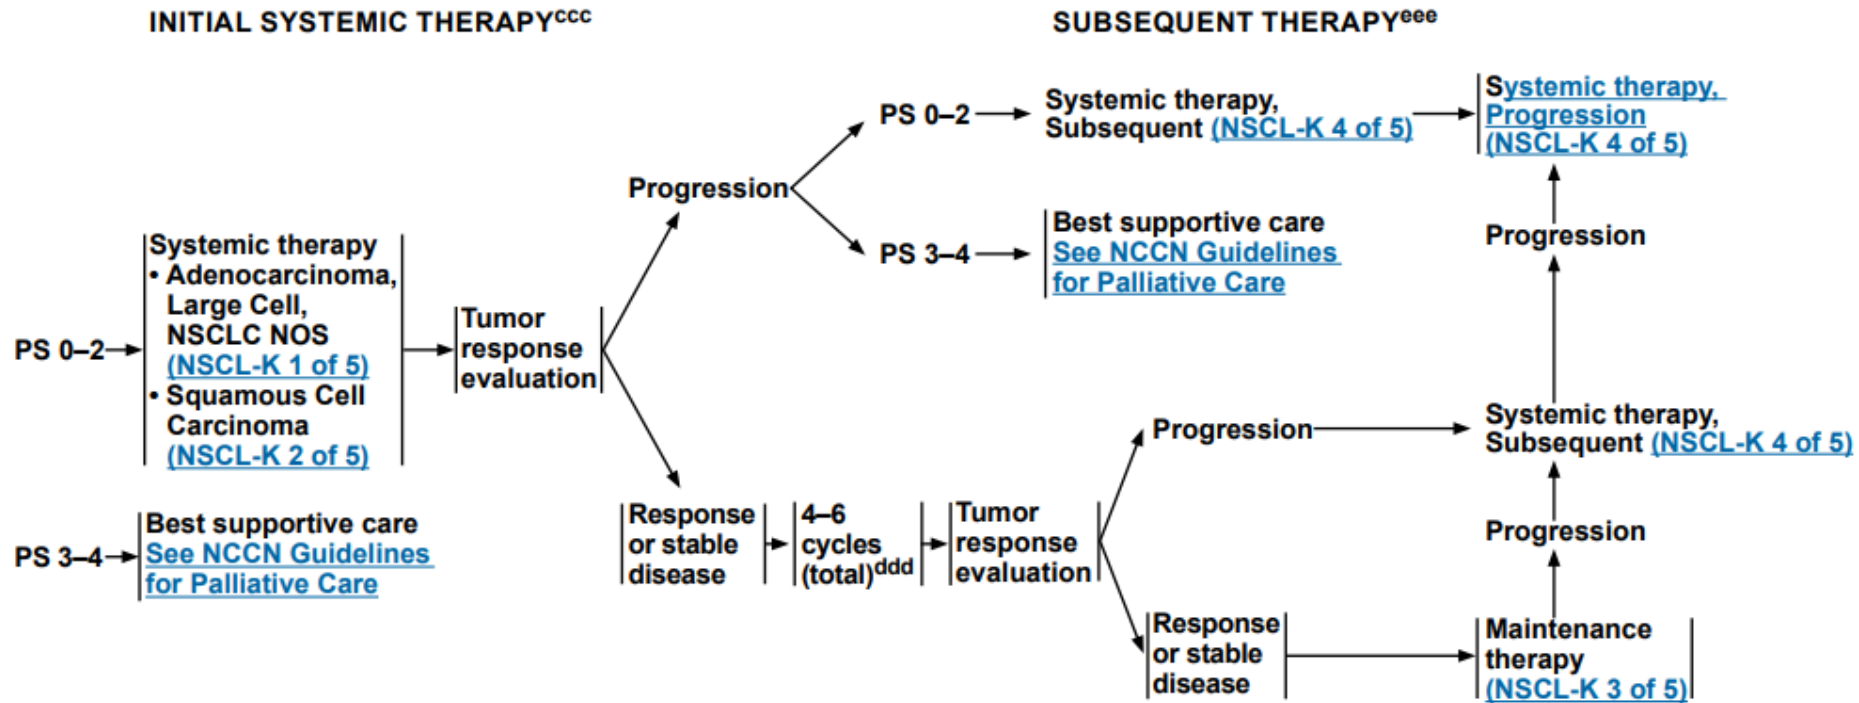 INITIAL SYSTEMIC THERAPYccc
SUBSEQUENT THERAPYeee
PS 0–2
Systemic therapy
• Adenocarcinoma,
Large Cell,
NSCLC NOS
(NSCL-K 1 of 5)
• Squamous Cell
Carcinoma
(NSCL-K 2 of 5)
PS 3–4
Best supportive care
See NCCN Guidelines
for Palliative Care
Tumor
response
evaluation
Progression
PS 0–2
Systemic therapy,
Subsequent (NSCL-K 4 of 5)
Systemic therapy,
Progression
(NSCL-K 4 of 5)
PS 3–4
Best supportive care
See NCCN Guidelines
for Palliative Care
Response
or stable
disease
4–6
cycles
(total)ddd
Tumor
response
evaluation
Progression
Systemic therapy,
Subsequent (NSCL-K 4 of 5)
Progression
Response
or stable
disease
Maintenance
therapy
(NSCL-K 3 of 5)
Progression